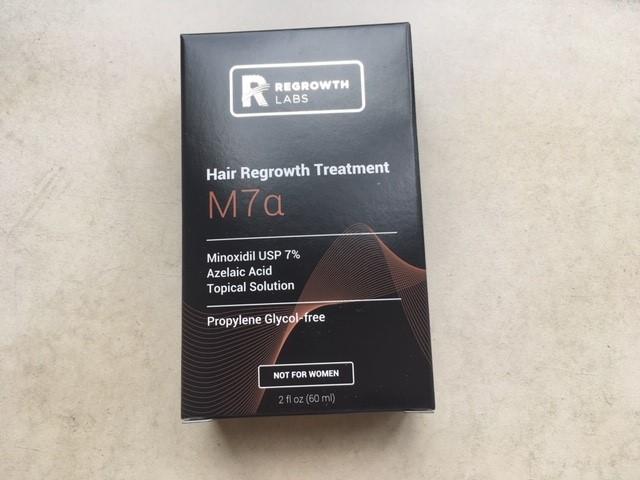 R REGROWTH
LABS
Hair Regrowth Treatment
M7a
Minoxidil USP 7%
Azelaic Acid
Topical Solution
Propylene Glycol-free
NOT FOR WOMEN
2 fl oz (60 ml)